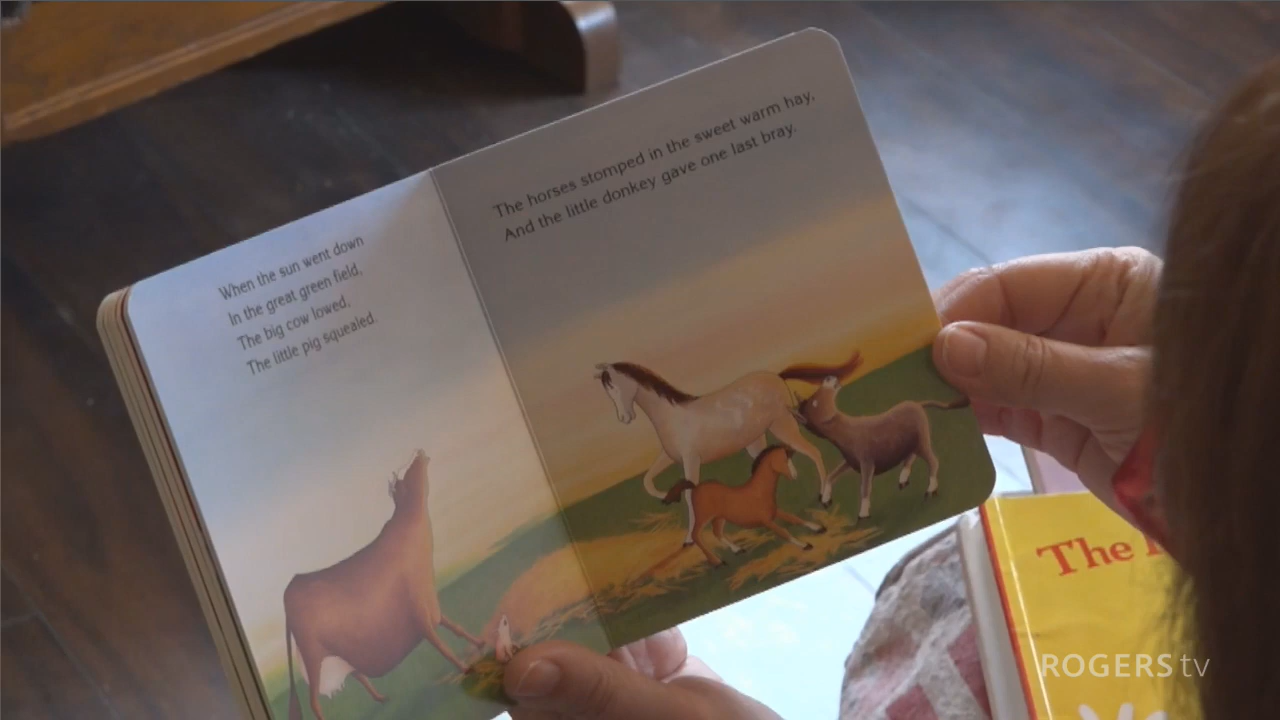 When the sun went down
In the great green field,
The big cow lowed,
The little pig squealed.
The horses stomped in the sweet warm hay,
And the little donkey gave one last bray.
The
ROGERS tv